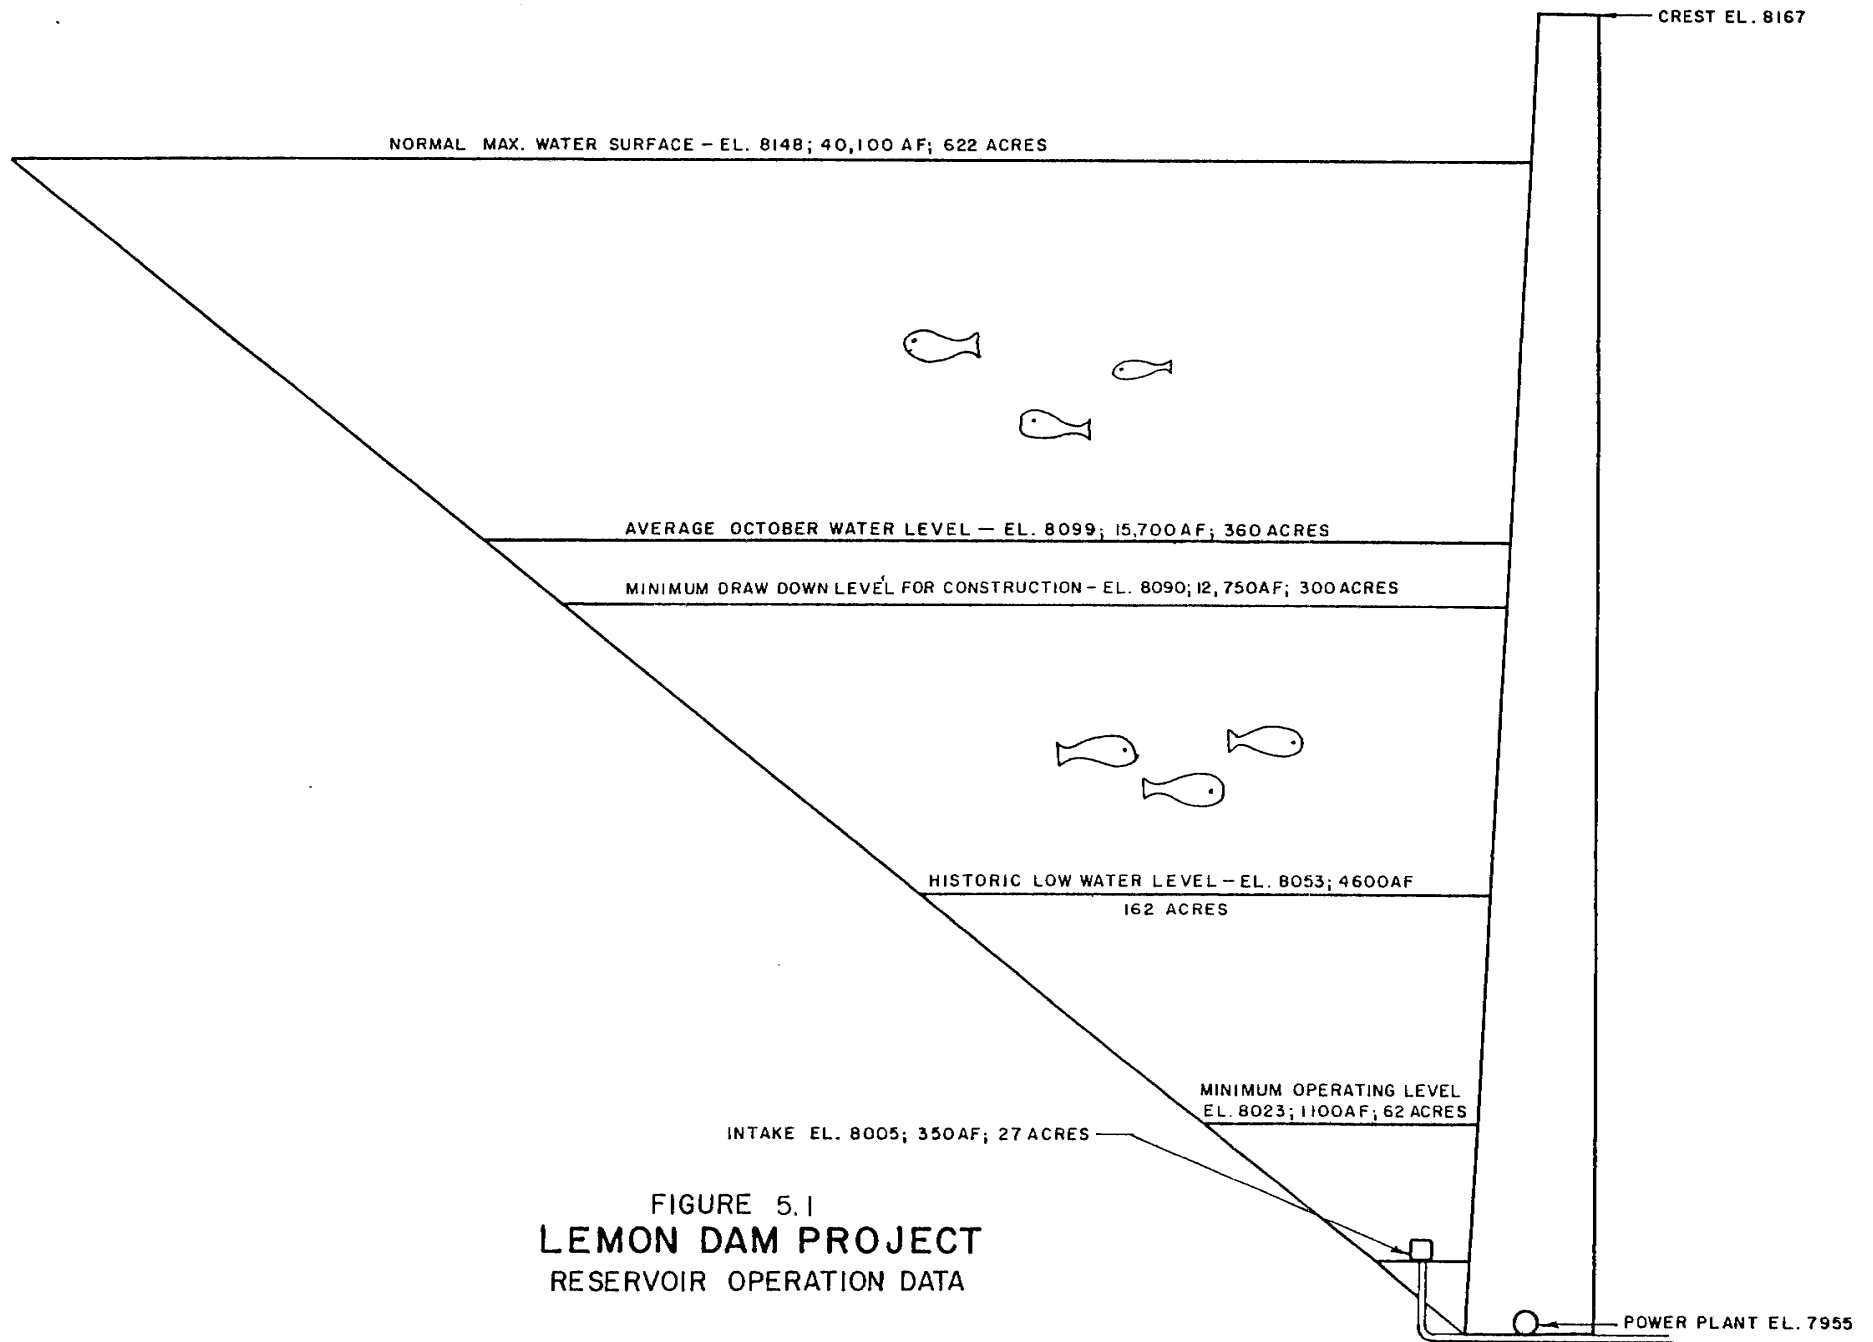 CREST EL. 8167
NORMAL MAX. WATER SURFACE - EL. 8148; 40,100 AF; 622 ACRES
AVERAGE OCTOBER WATER LEVEL — EL. 8099; 15,700 AF; 360 ACRES
MINIMUM DRAW DOWN LEVEL FOR CONSTRUCTION - EL. 8090; 12,750AF; 300 ACRES
HISTORIC LOW WATER LEVEL - EL. 8053; 4600AF
162 ACRES
MINIMUM OPERATING LEVEL
EL. 8023; 1100AF; 62 ACRES
INTAKE EL. 8005; 350AF; 27 ACRES
FIGURE 5.1
LEMON DAM PROJECT
RESERVOIR OPERATION DATA
POWER PLANT EL. 7955